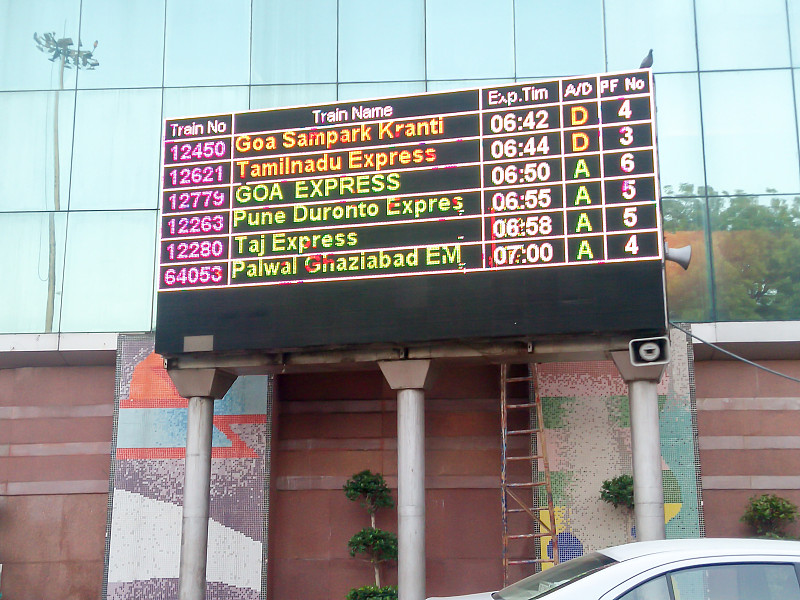 Train No Train Name Exp.Tim A/D PF No
12450 Goa Sampark Kranti 06:42 D 4
12621 Tamilnadu Express 06:44 D 3
12779 GOA EXPRESS 06:50 A 6
12263 Pune Duronto Expres 06:55 A 5
12280 Taj Express 06:58 A 5
64053 Palwal Ghaziabad EM 07:00 A 4